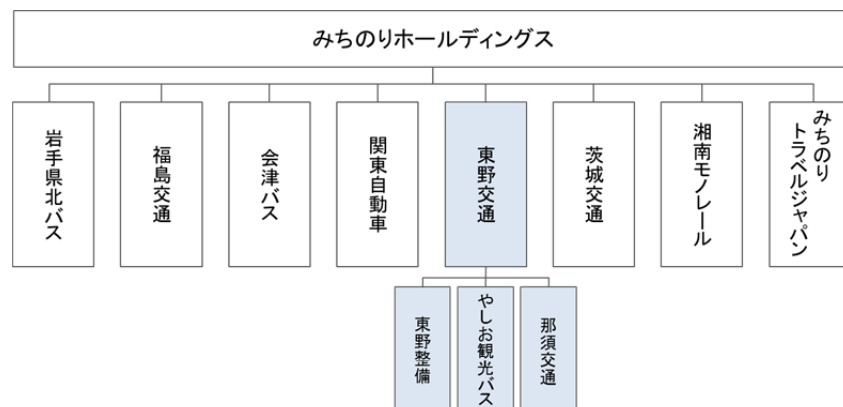 みちのりホールディングス
岩手県北バス
福島交通
会津バス
関東自動車
東野交通
茨城交通
湘南モノレール
みちのり
トラベルジャパン
東野整備
やしお観光バス
那須交通